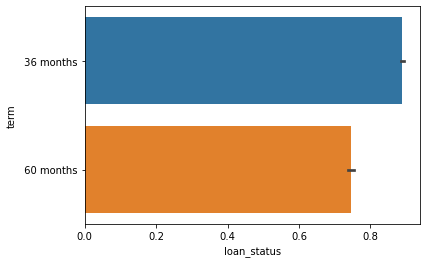 36 months
60 months
term
0.0 0.2 0.4 0.6 0.8
loan_status